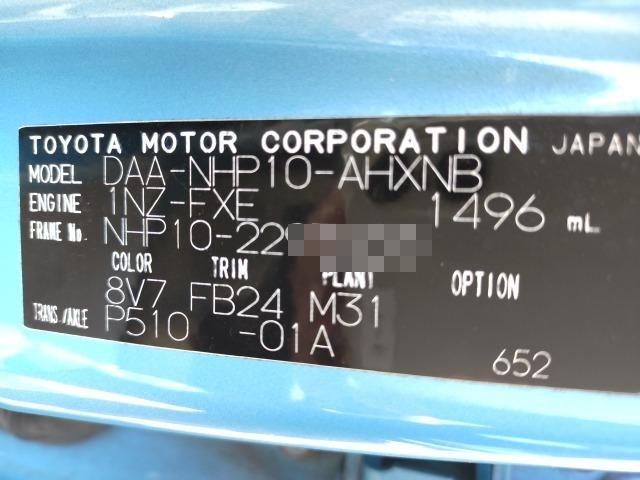 TOYOTA MOTOR CORPORATION JAPAN
MODEL DAA-NHP10-AHXNB
ENGINE 1NZ-FXE 1496 mL
FRAME No. NHP10-22
COLOR TRIM PLANT OPTION
8V7 FB24 M31
TRANS./AXLE P510 -01A
652